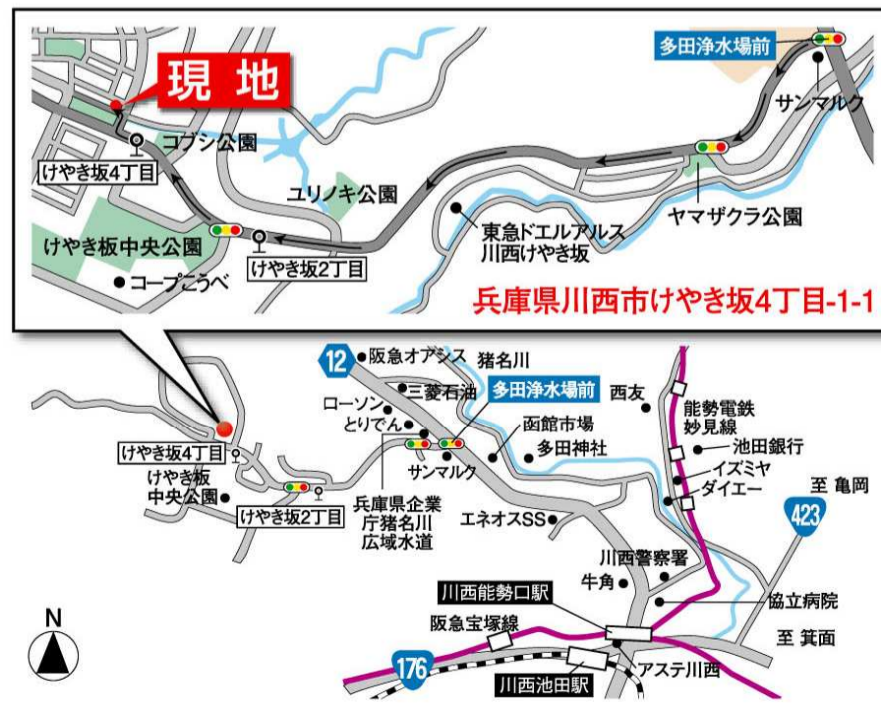 多田浄水場前
サンマルク
現 地
コブシ公園
けやき坂4丁目
ユリノキ公園
ヤマザクラ公園
けやき板中央公園
けやき坂2丁目
東急ドエルアルス
川西けやき坂
コープこうべ
兵庫県川西市けやき坂4丁目-1-1
12
阪急オアシス
猪名川
三菱石油
多田浄水場前
西友
能勢電鉄
妙見線
ローソン
とりでん
函館市場
池田銀行
けやき坂4丁目
サンマルク
多田神社
イズミヤ
けやき板
中央公園
ダイエー
至 亀岡
けやき坂2丁目
兵庫県企業
庁猪名川
広域水道
エネオスSS
423
川西警察署
牛角
川西能勢口駅
協立病院
N
阪急宝塚線
至 箕面
176
アステ川西
川西池田駅